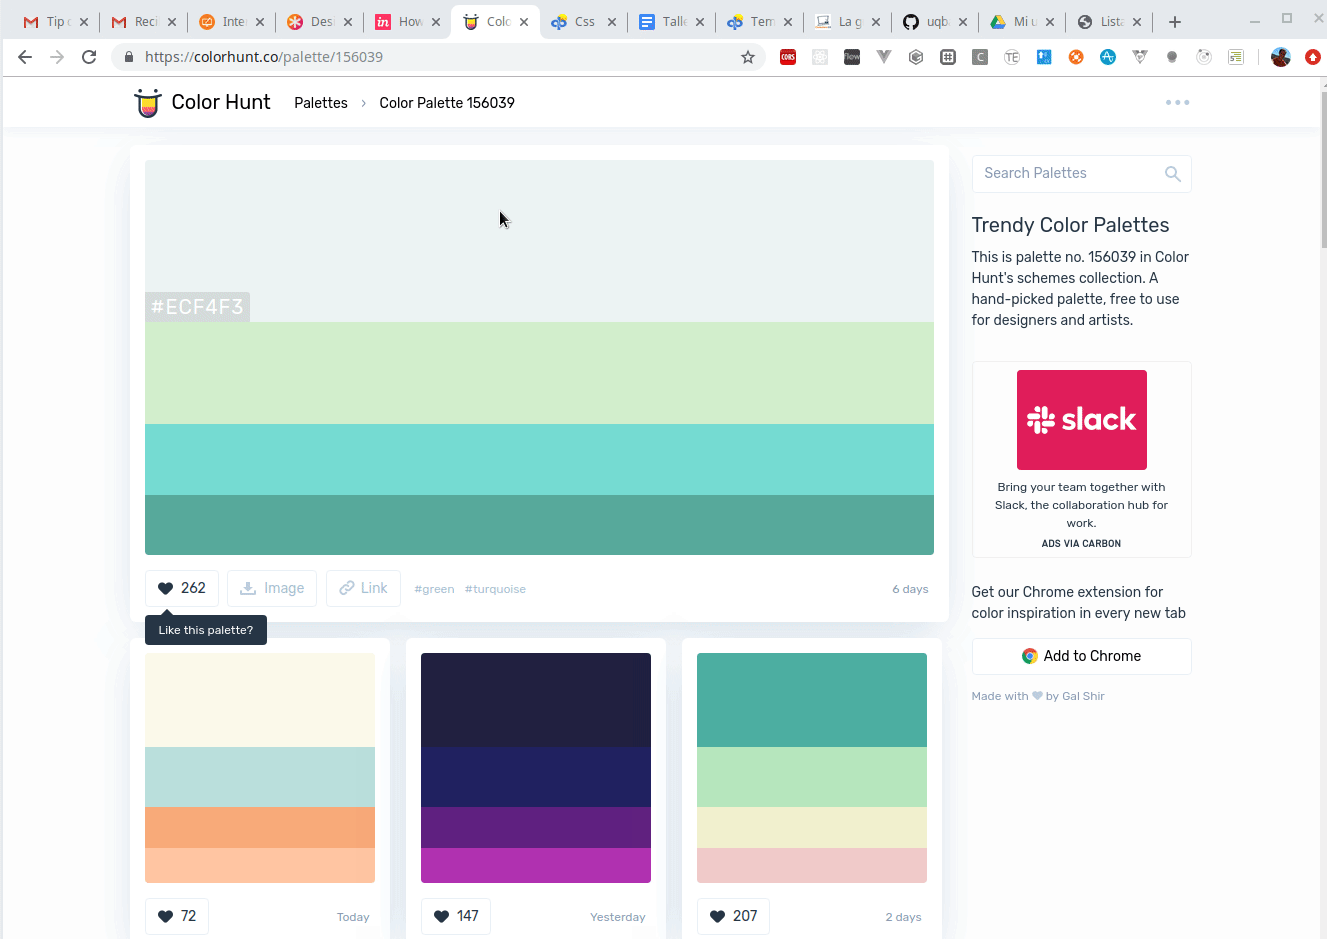 Tip
Reci
Inte
Desi
How
Colo
Css
Talle
Tem
La g
uqb
Mi u
Lista
https://colorhunt.co/palette/156039
CORS
flow
TE
C
Color Hunt
Palettes
Color Palette 156039
#ECF4F3
262
Image
Link
#green
#turquoise
6 days
Like this palette?
72
Today
147
Yesterday
207
2 days
Search Palettes
Trendy Color Palettes
This is palette no. 156039 in Color
Hunt's schemes collection. A
hand-picked palette, free to use
for designers and artists.
slack
Bring your team together with
Slack, the collaboration hub for
work.
ADS VIA CARBON
Get our Chrome extension for
color inspiration in every new tab
Add to Chrome
Made with ❤ by Gal Shir